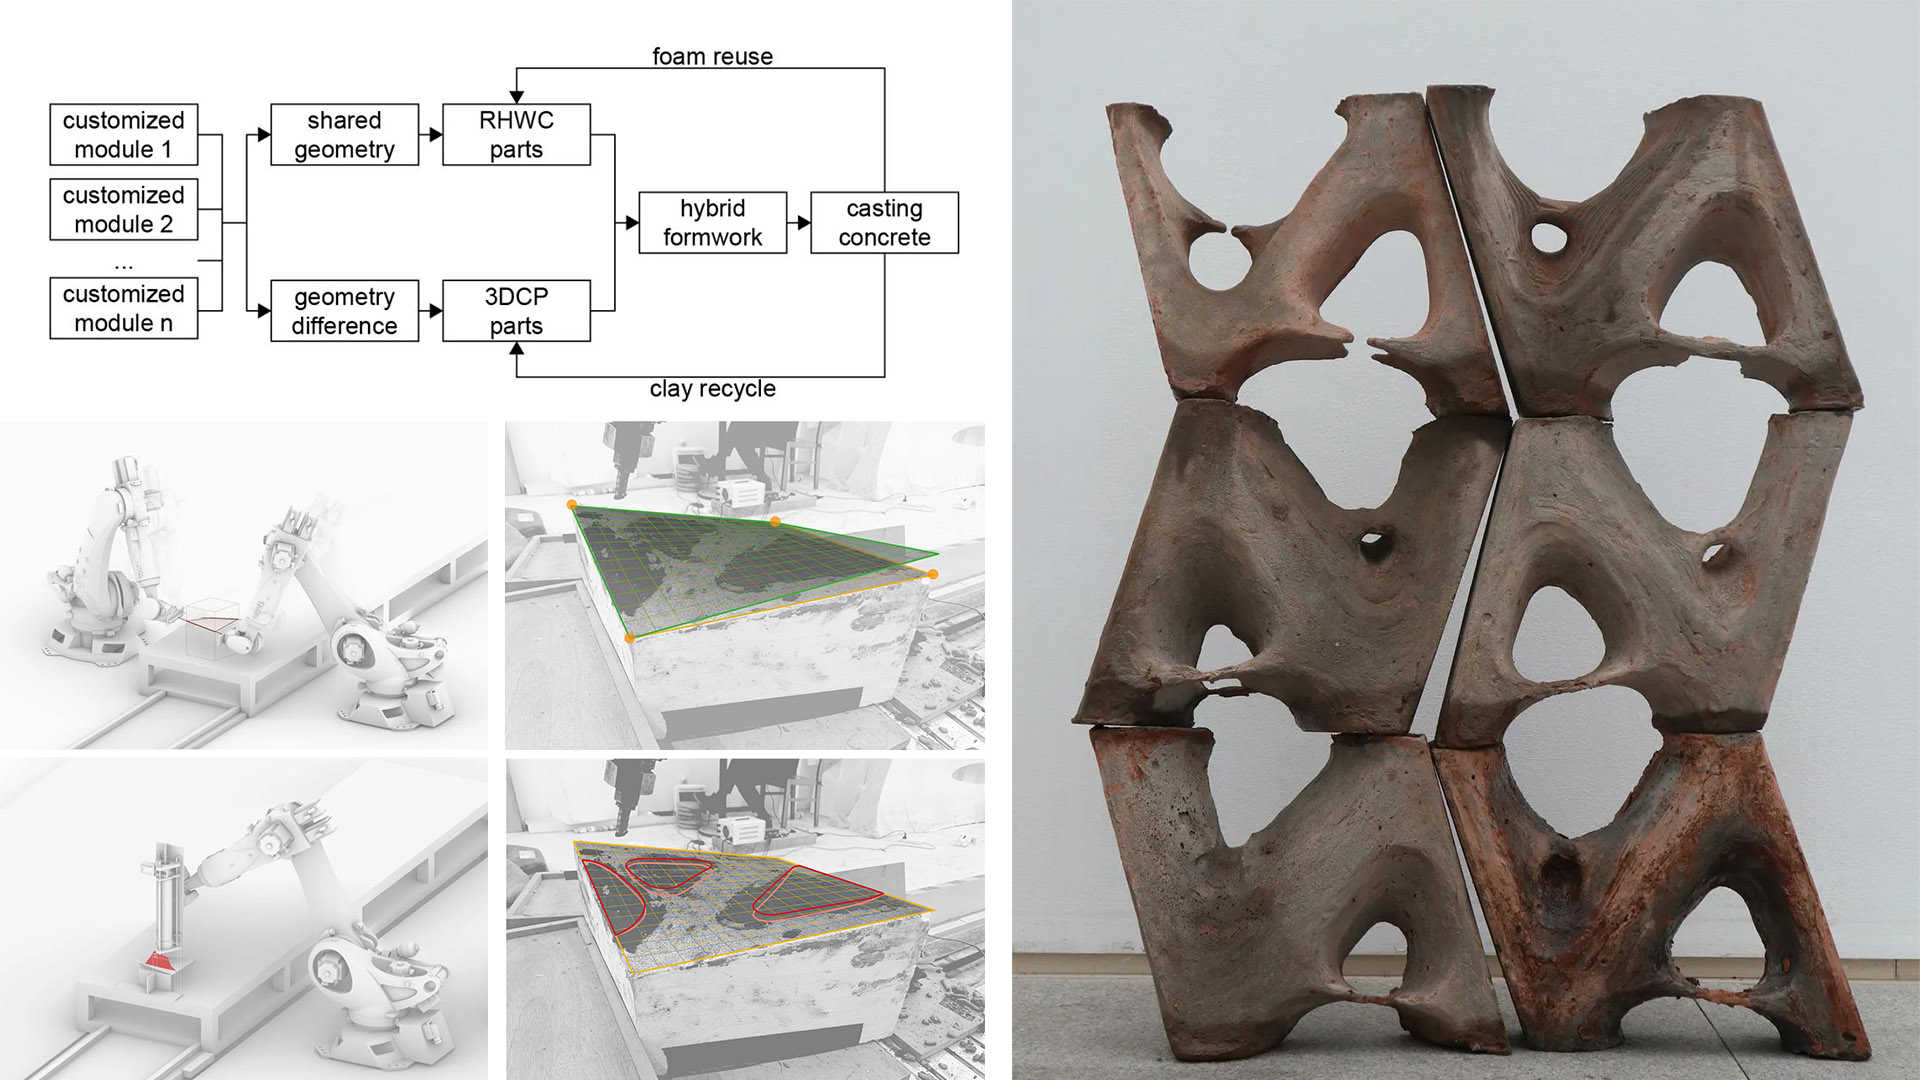 foam reuse
customized
module 1
shared
geometry
RHWC
parts
customized
module 2
hybrid
formwork
casting
concrete
...
customized
module n
geometry
difference
3DCP
parts
clay recycle